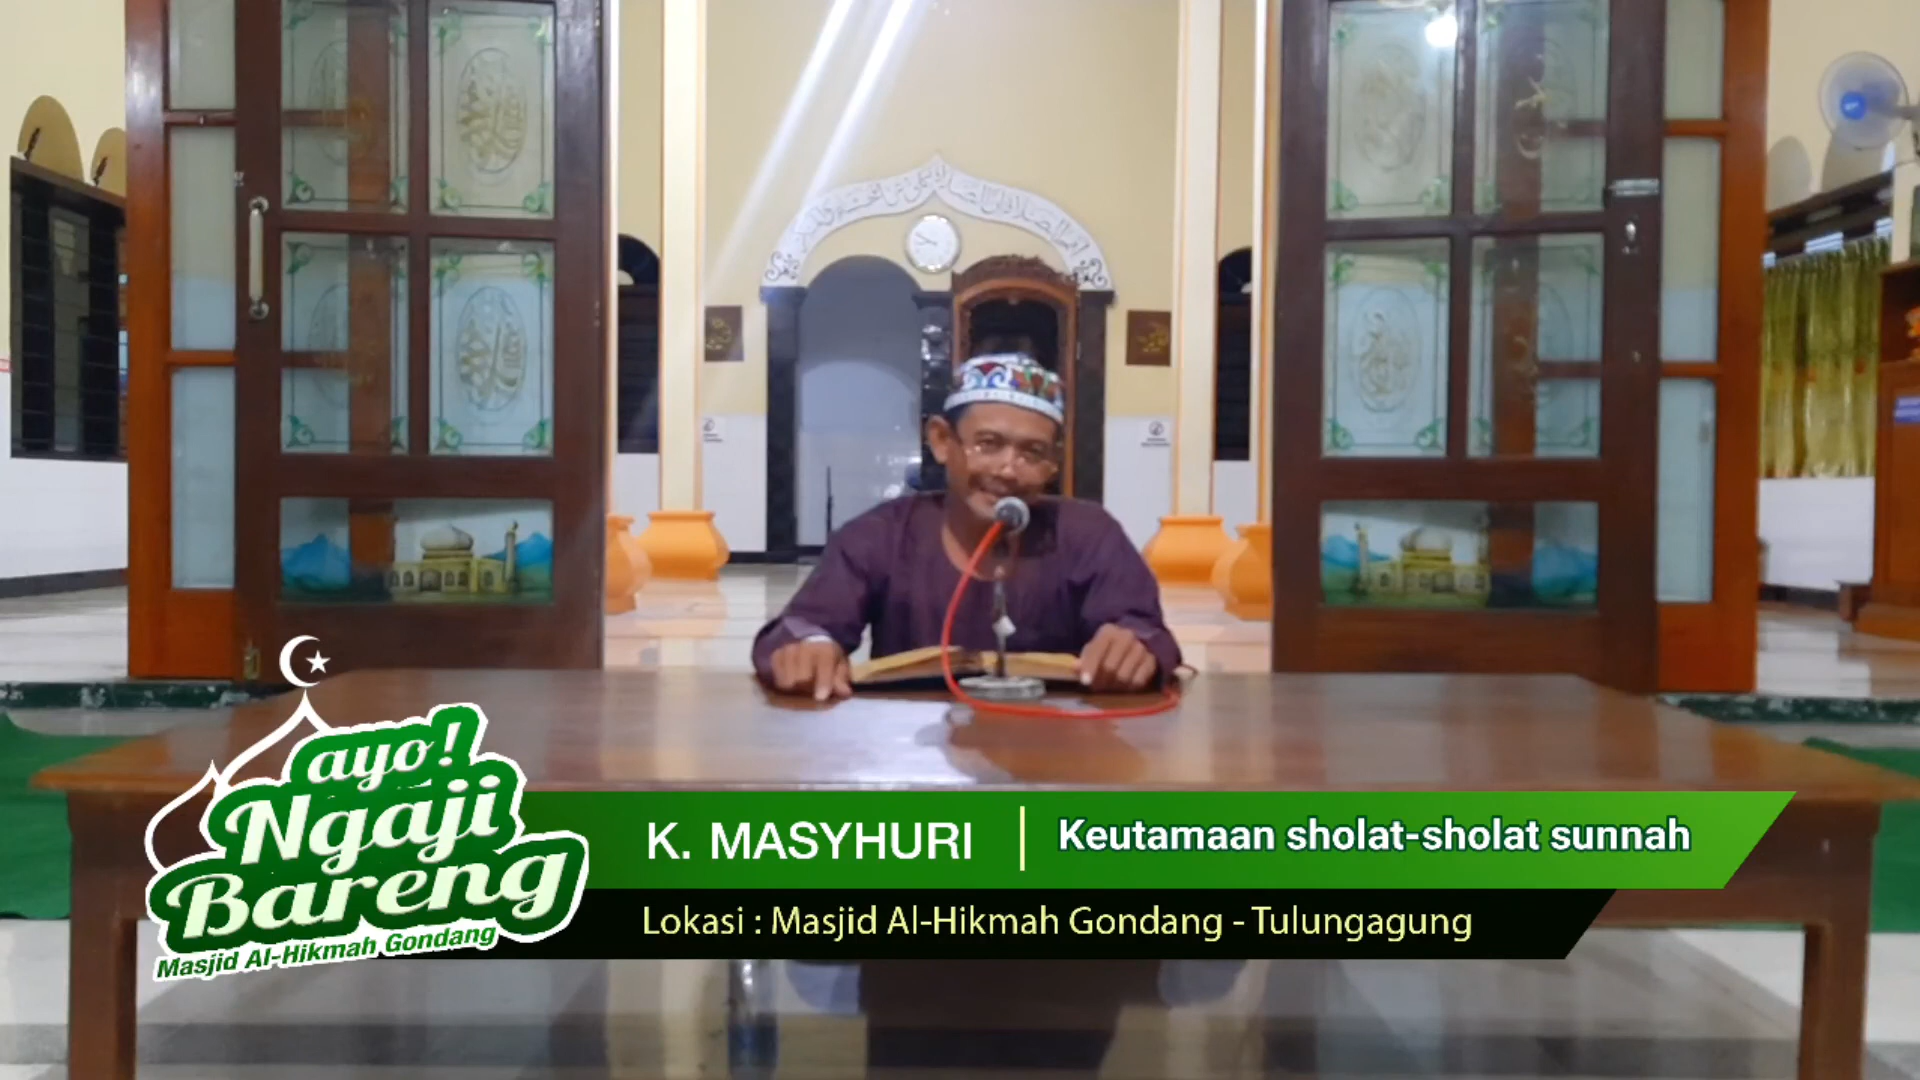 ayo!
Ngaji
Bareng
Masjid Al-Hikmah Gondang
K. MASYHURI
Keutamaan sholat-sholat sunnah
Lokasi : Masjid Al-Hikmah Gondang - Tulungagung